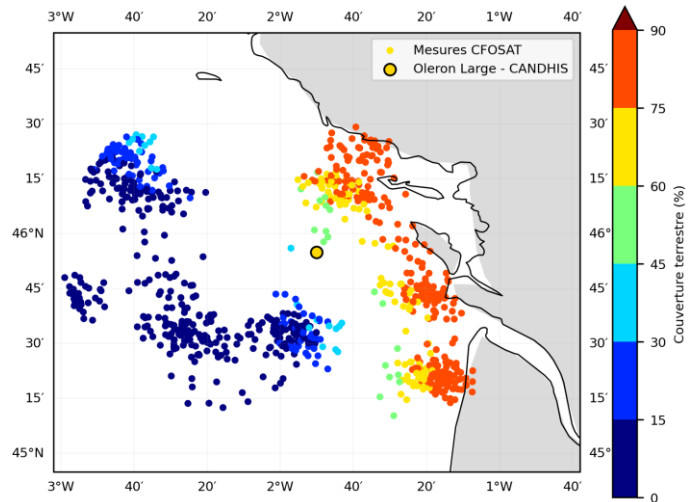 3°W 40′ 20′ 2°W 40′ 20′ 1°W 40′
Mesures CFOSAT
Oleron Large - CANDHIS
45′ 45′
30′ 30′
15′ 15′
46°N 46°N
45′ 45′
30′ 30′
15′ 15′
45°N 45°N
3°W 40′ 20′ 2°W 40′ 20′ 1°W 40′
90
75
60
45
30
15
0
Couverture terrestre (%)